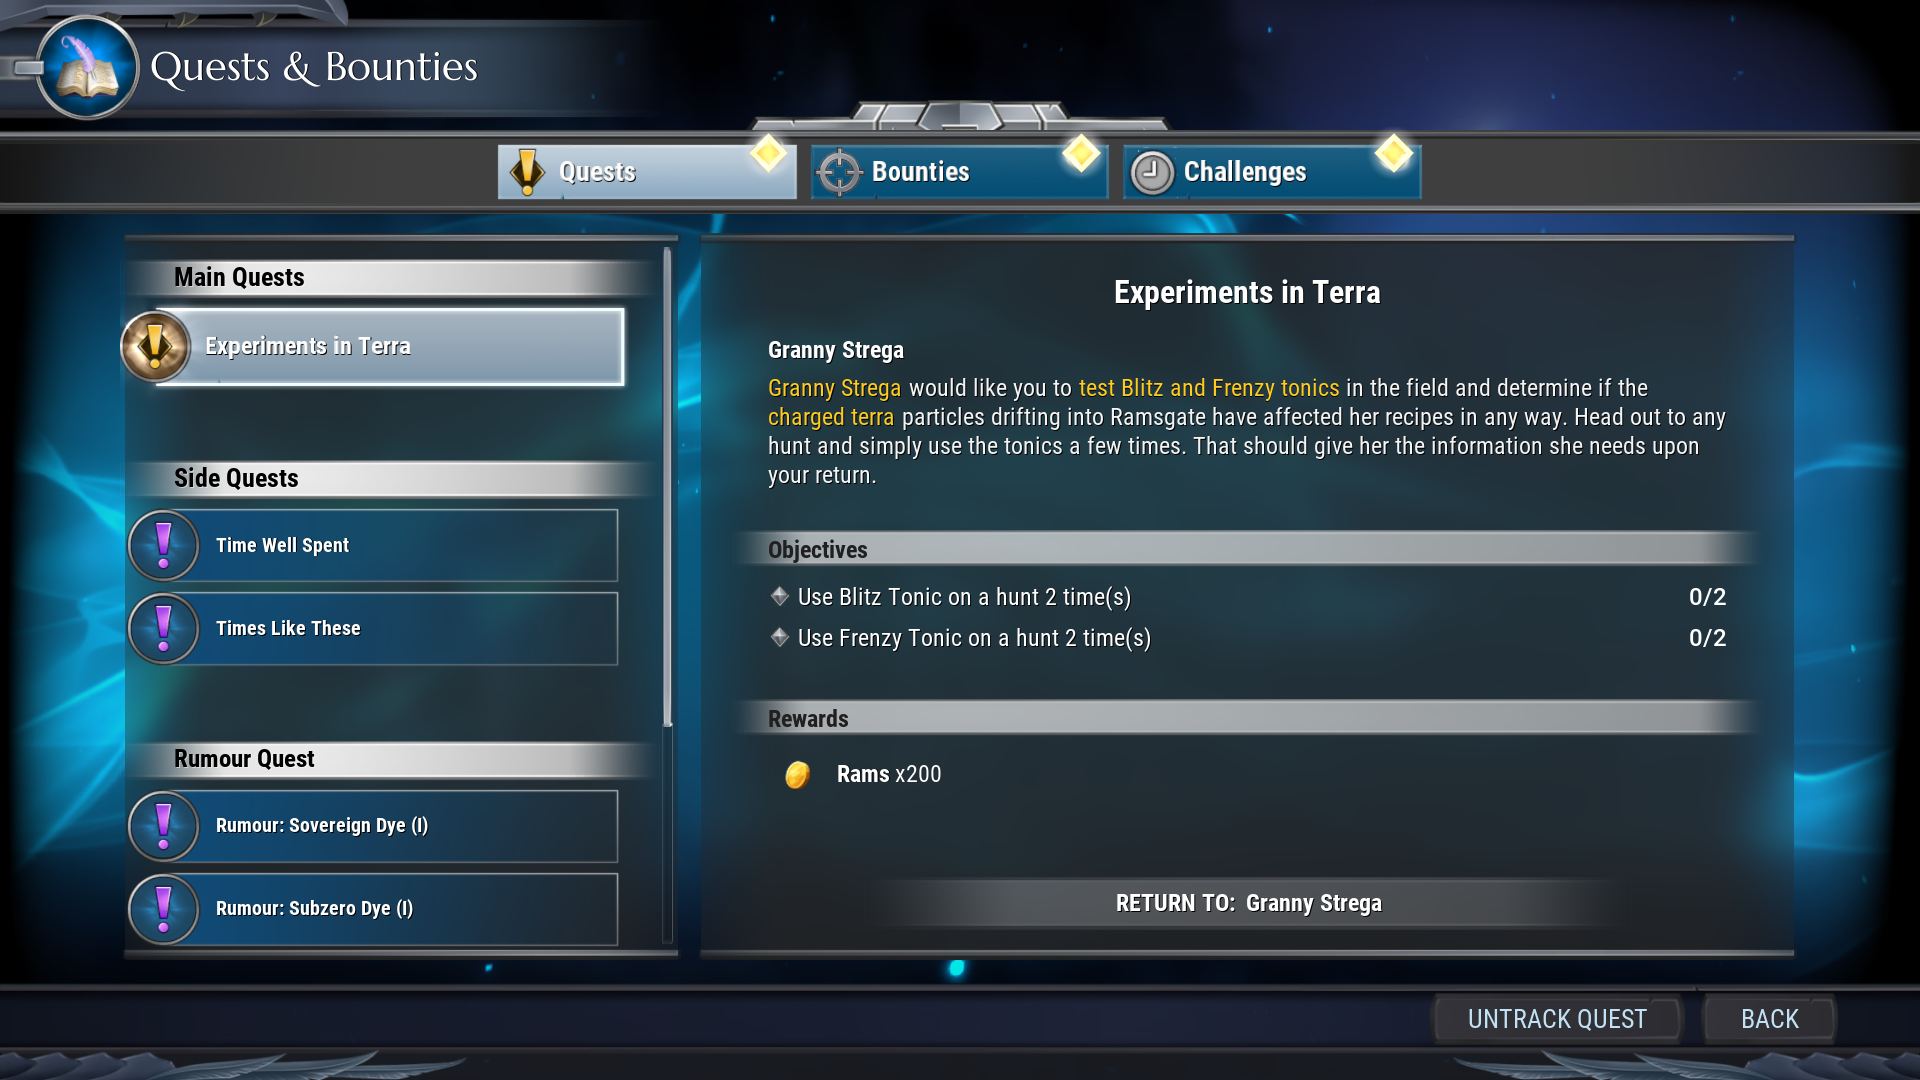 Quests & Bounties
Quests
Bounties
Challenges
Main Quests
Experiments in Terra
Side Quests
Time Well Spent
Times Like These
Rumour Quest
Rumour: Sovereign Dye (I)
Rumour: Subzero Dye (I)
Experiments in Terra
Granny Strega
Granny Strega would like you to test Blitz and Frenzy tonics in the field and determine if the
charged terra particles drifting into Ramsgate have affected her recipes in any way. Head out to any
hunt and simply use the tonics a few times. That should give her the information she needs upon
your return.
Objectives
Use Blitz Tonic on a hunt 2 time(s) 0/2
Use Frenzy Tonic on a hunt 2 time(s) 0/2
Rewards
Rams x200
RETURN TO: Granny Strega
UNTRACK QUEST
BACK